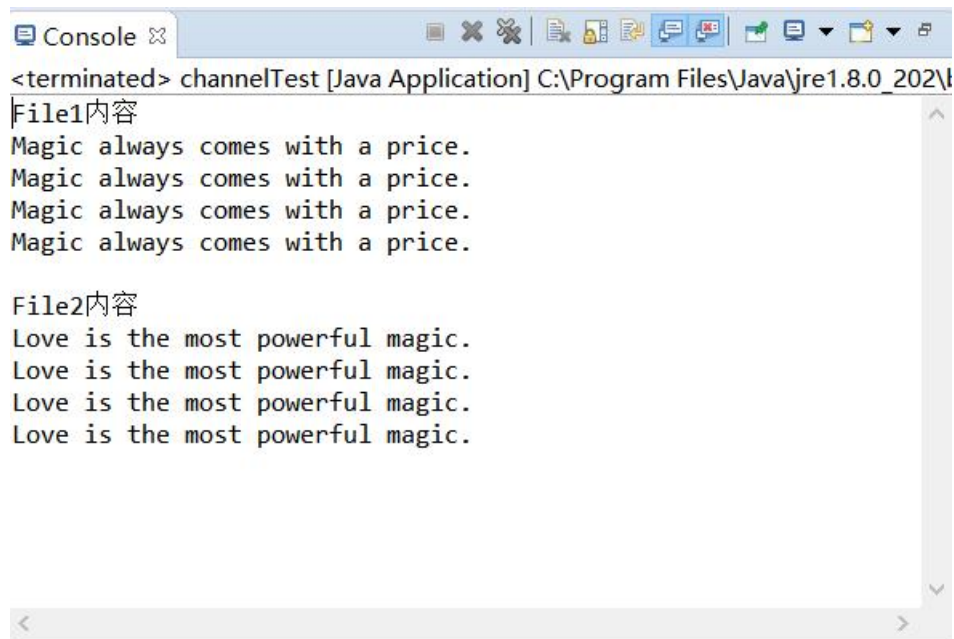 Console
<terminated> channelTest [Java Application] C:\Program Files\Java\jre1.8.0_202\
File1内容
Magic always comes with a price.
Magic always comes with a price.
Magic always comes with a price.
Magic always comes with a price.
File2内容
Love is the most powerful magic.
Love is the most powerful magic.
Love is the most powerful magic.
Love is the most powerful magic.